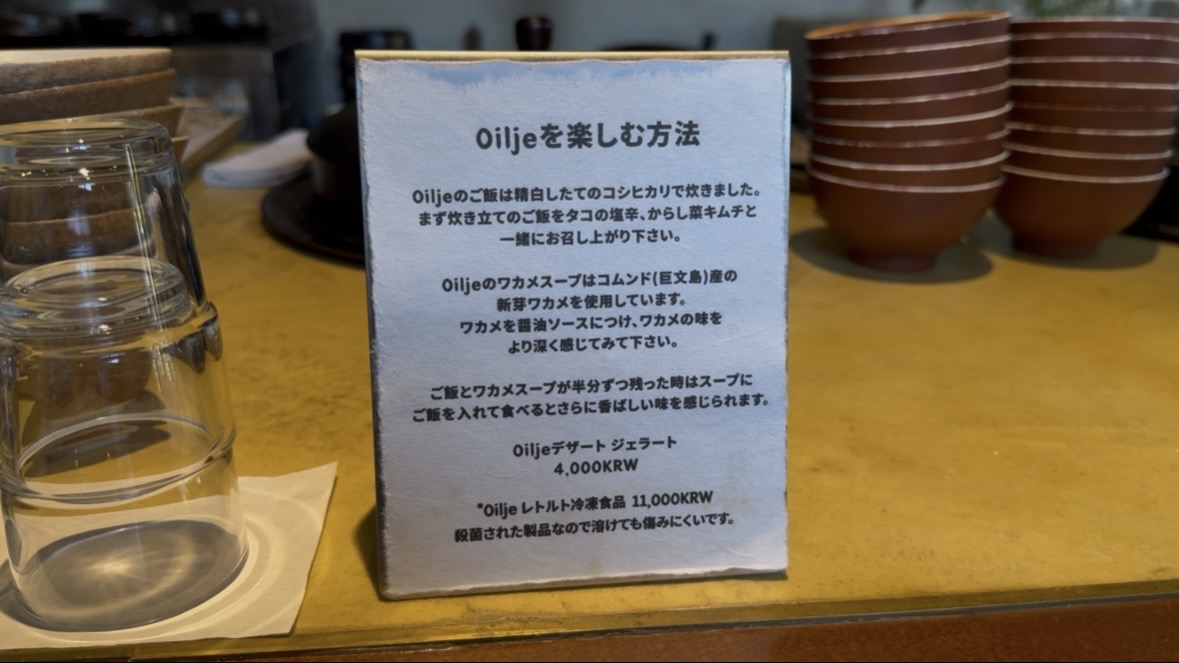 Oiljeを楽しむ方法
Oiljeのご飯は精白したてのコシヒカリで炊きました。
まず炊き立てのご飯をタコの塩辛、からし菜キムチと
一緒にお召し上がり下さい。
Oiljeのワカメスープはコムンド(巨文島)産の
新芽ワカメを使用しています。
ワカメを醤油ソースにつけ、ワカメの味を
より深く感じてみて下さい。
ご飯とワカメスープが半分ずつ残った時はスープに
ご飯を入れて食べるとさらに香ばしい味を感じられます。
Oiljeデザート ジェラート
4,000KRW
*Oilje レトルト冷凍食品 11,000KRW
殺菌された製品なので溶けても傷みにくいです。